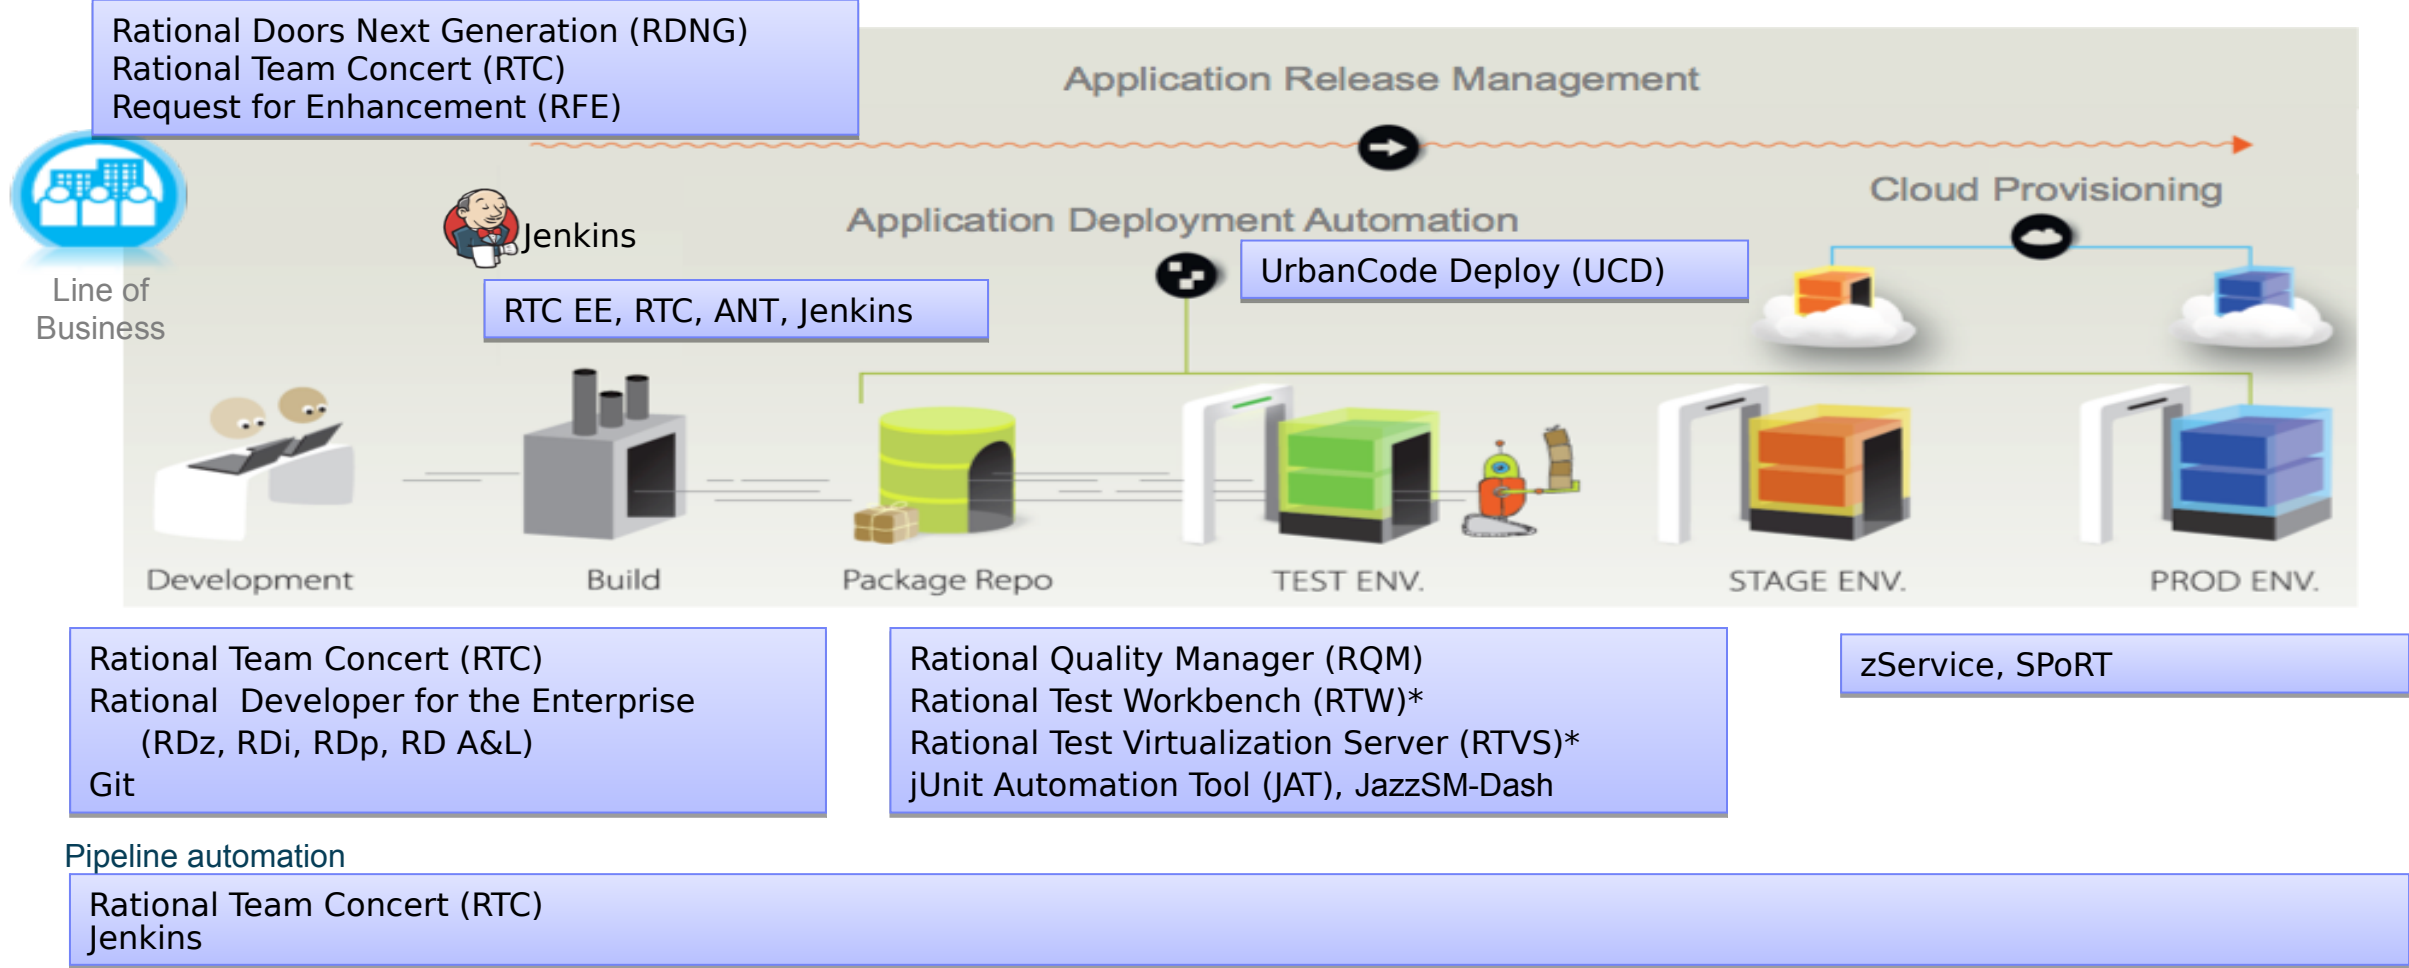 Rational Doors Next Generation (RDNG)
Rational Team Concert (RTC)
Request for Enhancement (RFE)
Application Release Management
Cloud Provisioning
Jenkins
Application Deployment Automation
UrbanCode Deploy (UCD)
Line of
Business
RTC EE, RTC, ANT, Jenkins
Development
Build
Package Repo
TEST ENV.
STAGE ENV.
PROD ENV.
Rational Team Concert (RTC)
Rational  Developer for the Enterprise
(RDz, RDi, RDp, RD A&L)
Git
Rational Quality Manager (RQM)
Rational Test Workbench (RTW)*
Rational Test Virtualization Server (RTVS)*
jUnit Automation Tool (JAT), JazzSM-Dash
zService, SPoRT
Pipeline automation
Rational Team Concert (RTC)
Jenkins